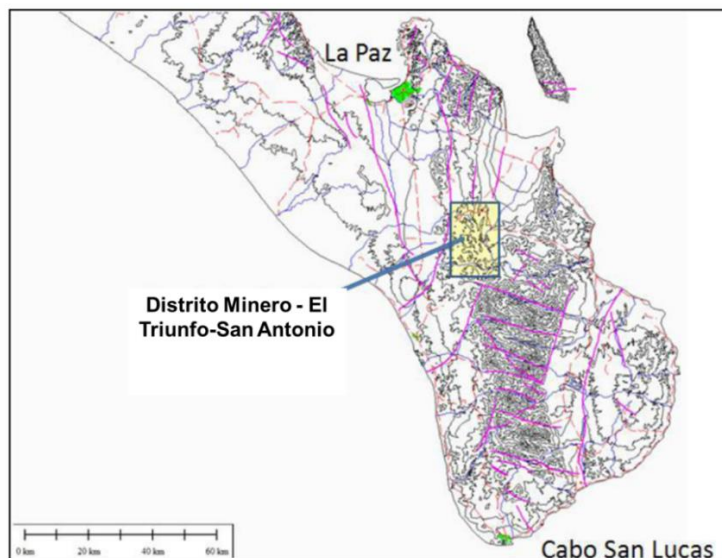 La Paz
Distrito Minero - El
Triunfo-San Antonio
0 km 20 km 40 km 60 km
Cabo San Lucas